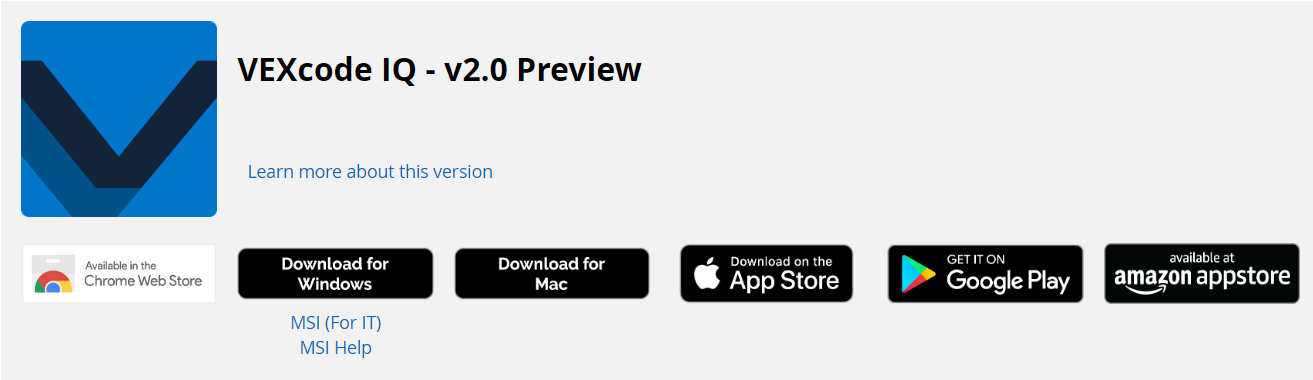 VEXcode IQ - v2.0 Preview
Learn more about this version
Available in the
Chrome Web Store
Download for
Windows
Download for
Mac
Download on the
App Store
GET IT ON
Google Play
available at
amazon appstore
MSI (For IT)
MSI Help